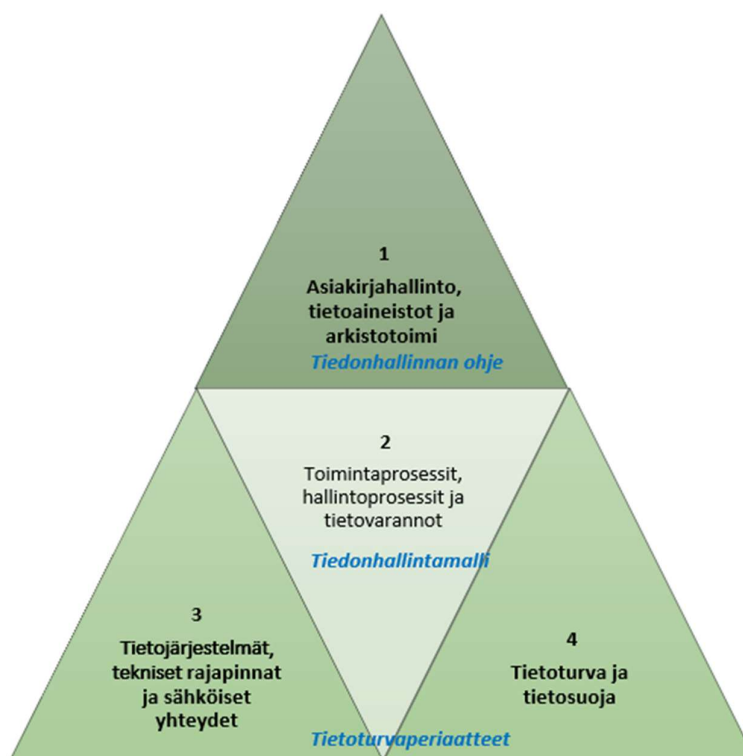 1
Asiakirjahallinto,
tietoaineistot ja
arkistotoimi
Tiedonhallinnan ohje
2
Toimintaprosessit,
hallintoprosessit ja
tietovarannot
Tiedonhallintamalli
3
Tietojärjestelmät,
tekniset rajapinnat
ja sähköiset
yhteydet
4
Tietoturva ja
tietosuoja
Tietoturvaperiaatteet